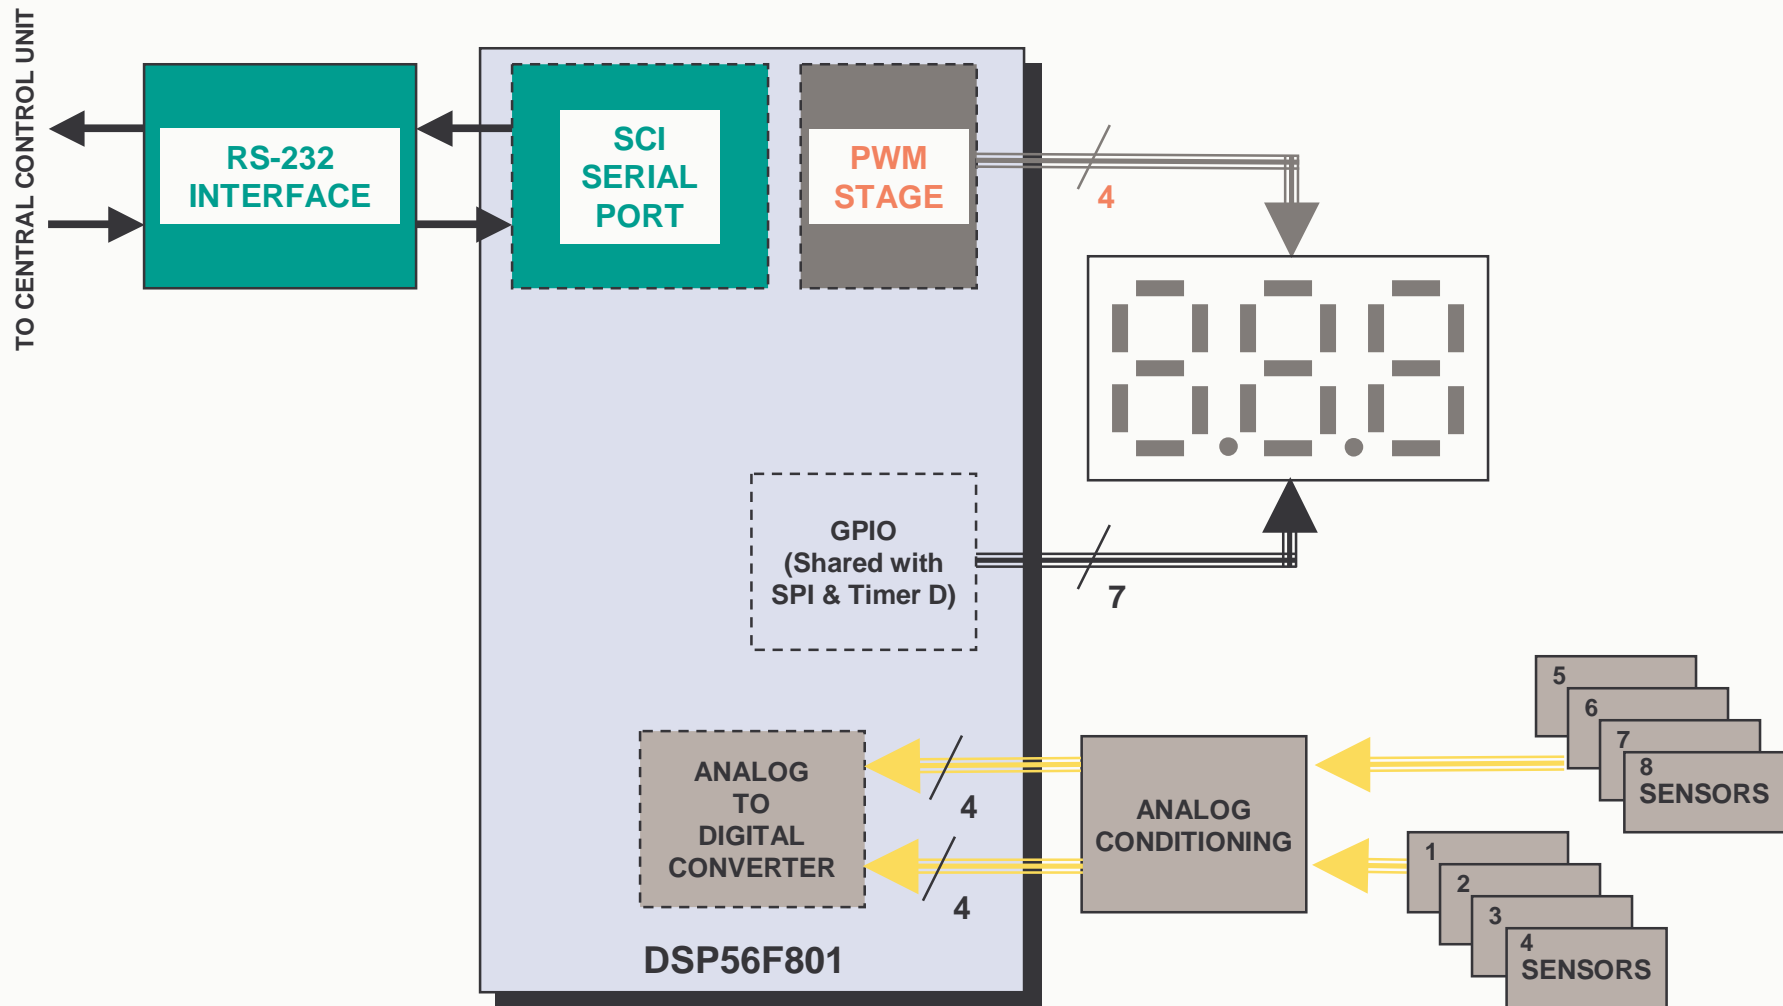 TO CENTRAL CONTROL UNIT
RS-232
INTERFACE
SCI
SERIAL
PORT
PWM
STAGE
4
GPIO
(Shared with
SPI & Timer D)
7
ANALOG
TO
DIGITAL
CONVERTER
4
4
ANALOG
CONDITIONING
5
6
7
8
SENSORS
1
2
3
4
SENSORS
DSP56F801